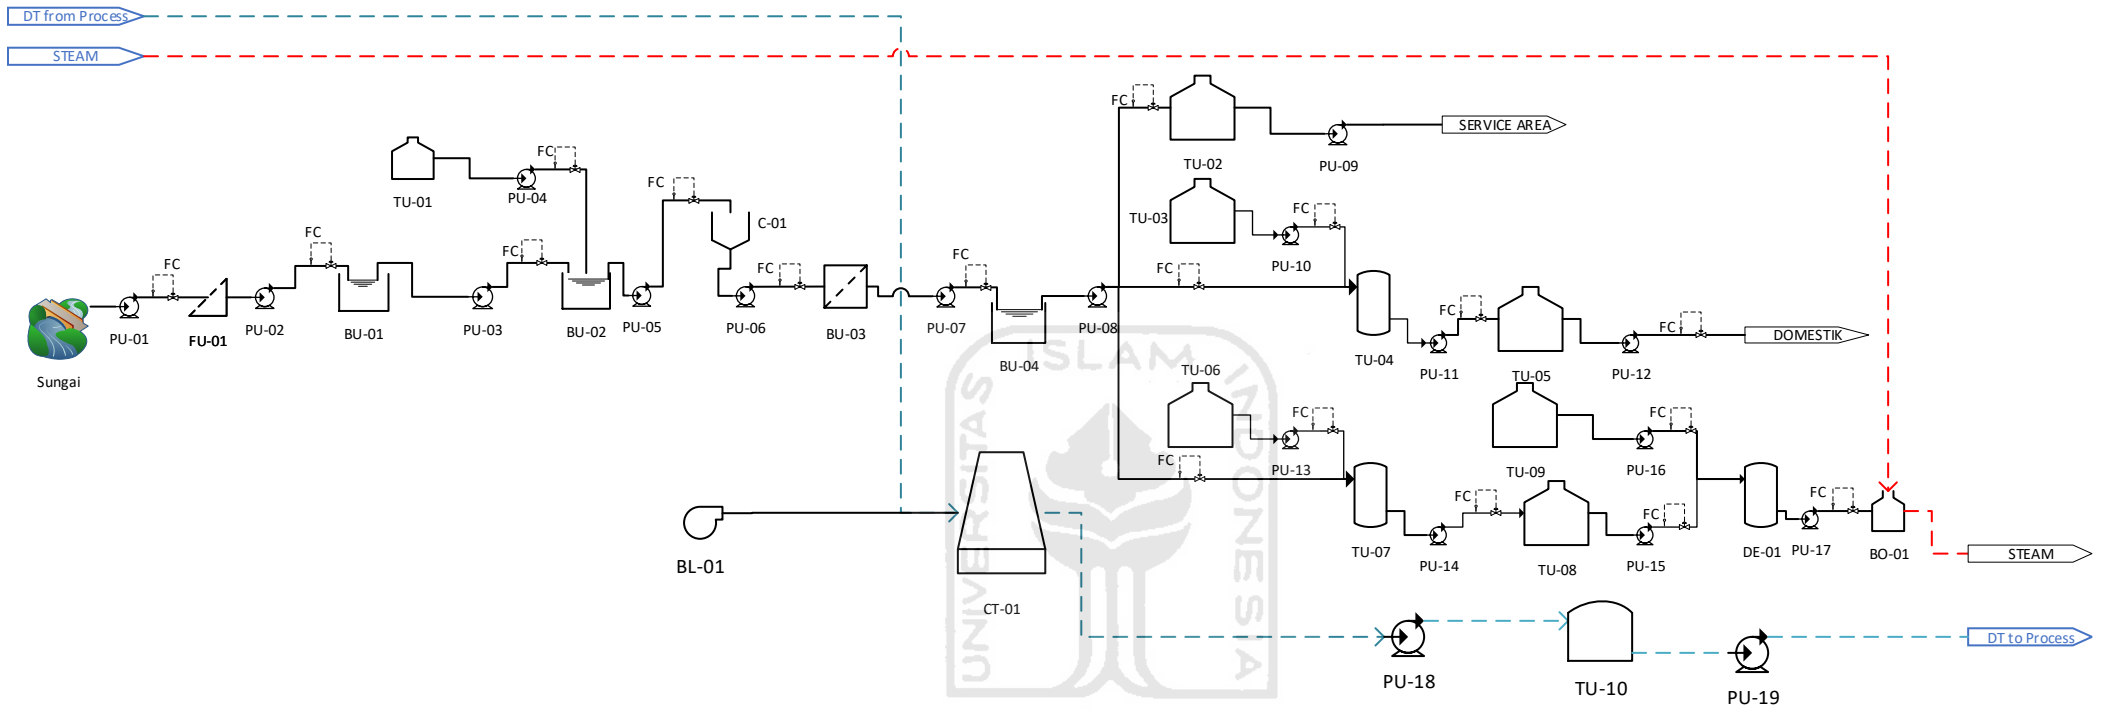 DT from Process
STEAM
FC
TU-02
PU-09
SERVICE AREA
TU-01
FC
PU-04
FC
C-01
TU-03
FC
PU-10
FC
PU-01
FC
FU-01
PU-02
FC
BU-01
PU-03
FC
BU-02
PU-05
PU-06
FC
BU-03
PU-07
FC
BU-04
PU-08
Sungai
TU-04
FC
PU-11
TU-05
PU-12
FC
DOMESTIK
TU-06
FC
PU-13
FC
TU-07
PU-14
FC
TU-08
TU-09
PU-16
FC
PU-15
FC
DE-01
PU-17
FC
BO-01
STEAM
BL-01
CT-01
PU-18
TU-10
PU-19
DT to Process
UNIVERSITAS
ISLAM
INDONESIA